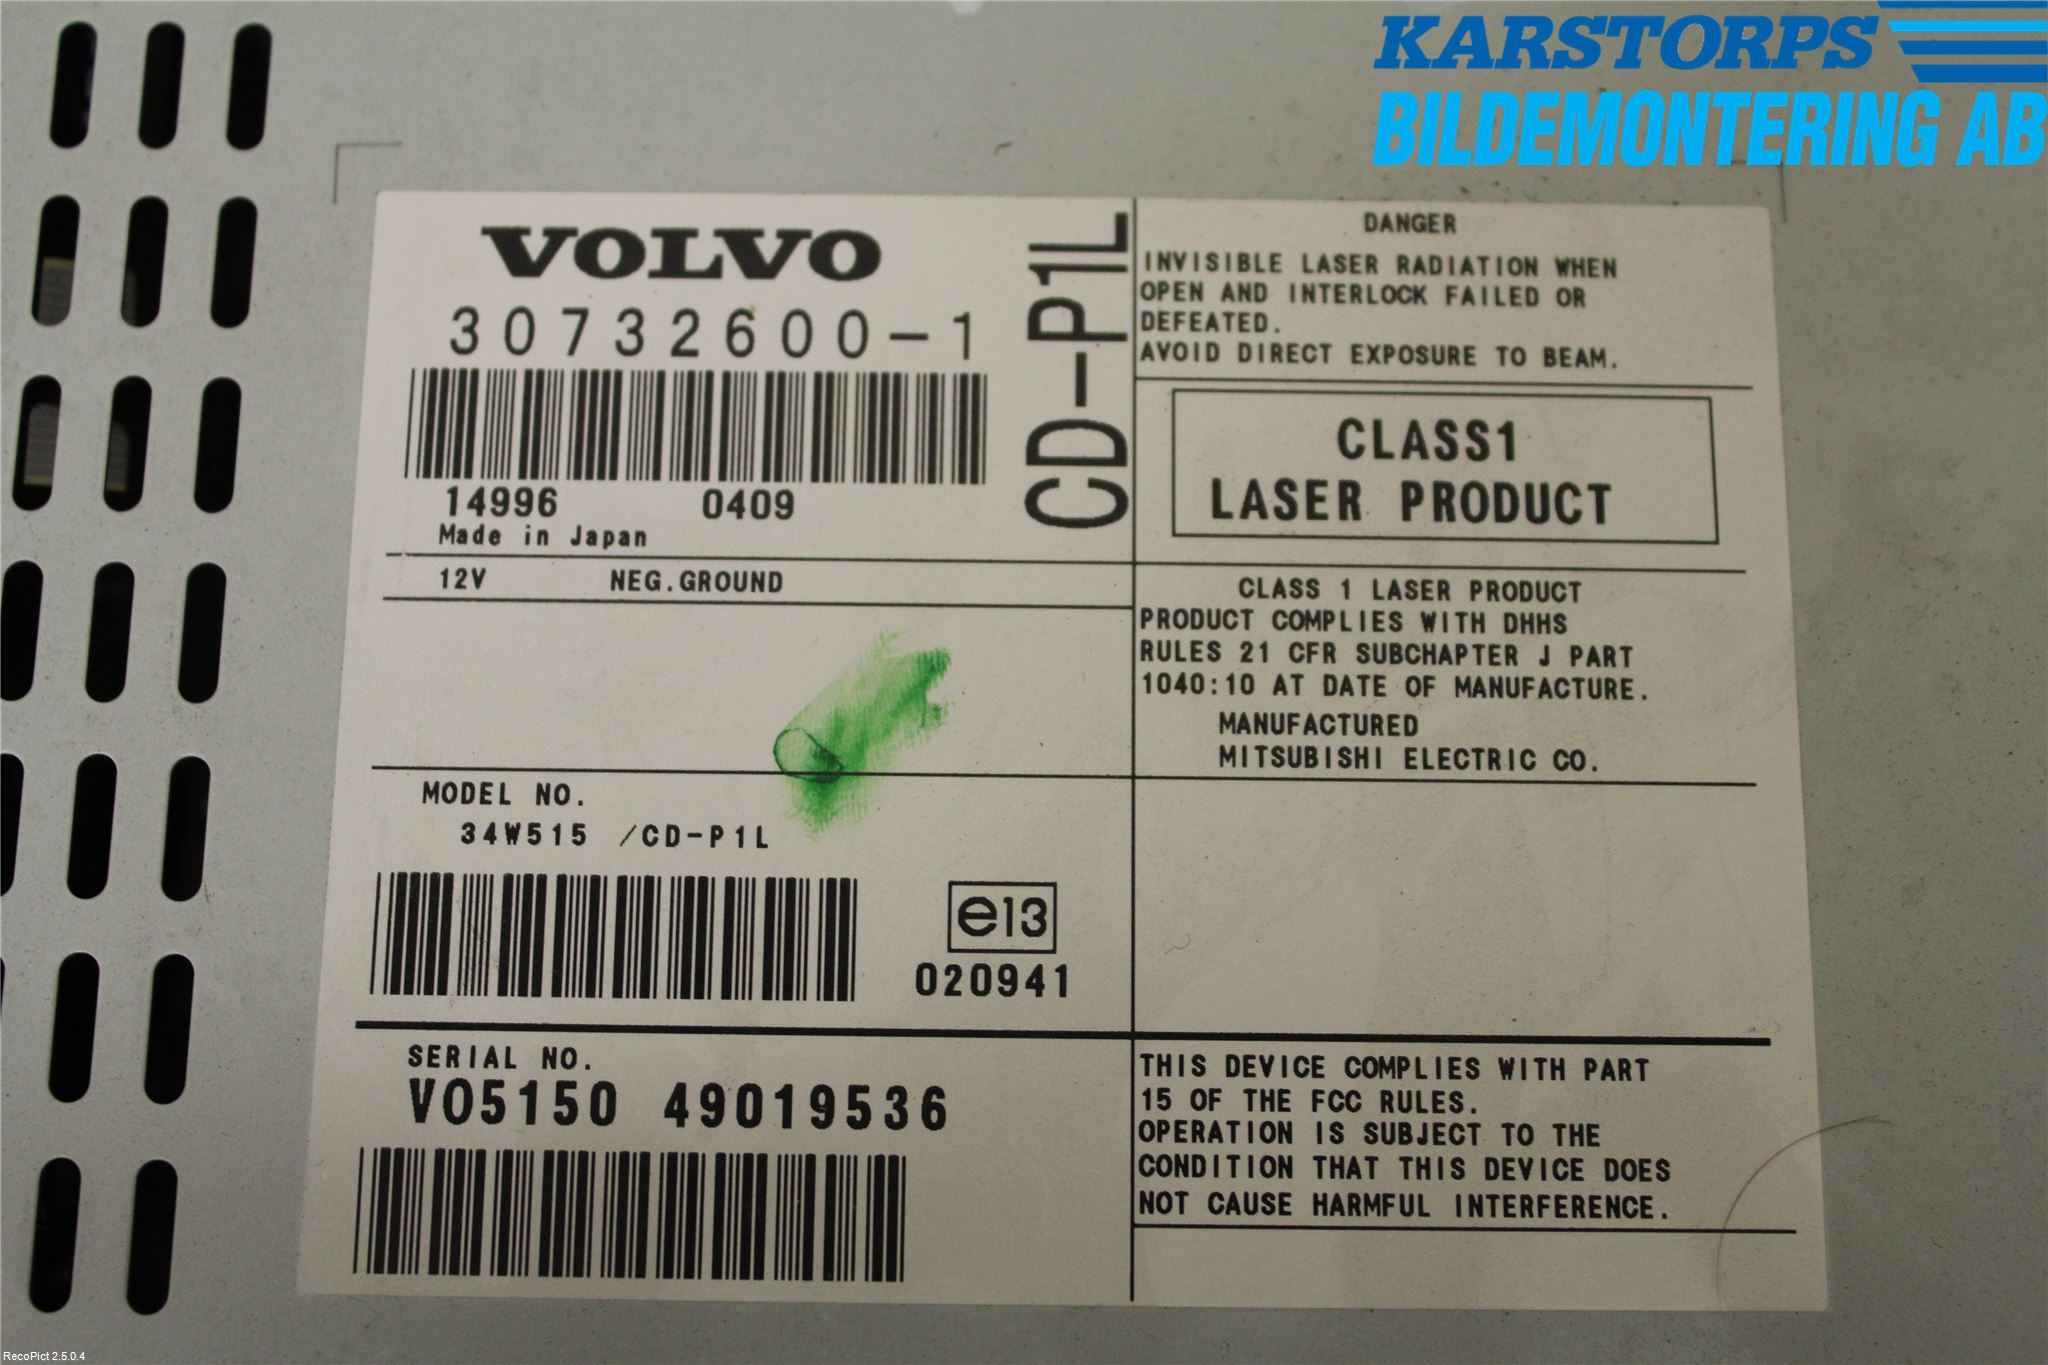 KARSTORPS
BILDEMONTERING AB
VOLVO
30732600-1
14996 0409
Made in Japan
CD-P1L
12V NEG.GROUND
MODEL NO.
34W515 /CD-P1L
e13
020941
SERIAL NO.
VO5150 49019536
DANGER
INVISIBLE LASER RADIATION WHEN
OPEN AND INTERLOCK FAILED OR
DEFEATED.
AVOID DIRECT EXPOSURE TO BEAM.
CLASS1
LASER PRODUCT
CLASS 1 LASER PRODUCT
PRODUCT COMPLIES WITH DHHS
RULES 21 CFR SUBCHAPTER J PART
1040:10 AT DATE OF MANUFACTURE.
MANUFACTURED
MITSUBISHI ELECTRIC CO.
THIS DEVICE COMPLIES WITH PART
15 OF THE FCC RULES.
OPERATION IS SUBJECT TO THE
CONDITION THAT THIS DEVICE DOES
NOT CAUSE HARMFUL INTERFERENCE.
RecoPict 2.5.0.4